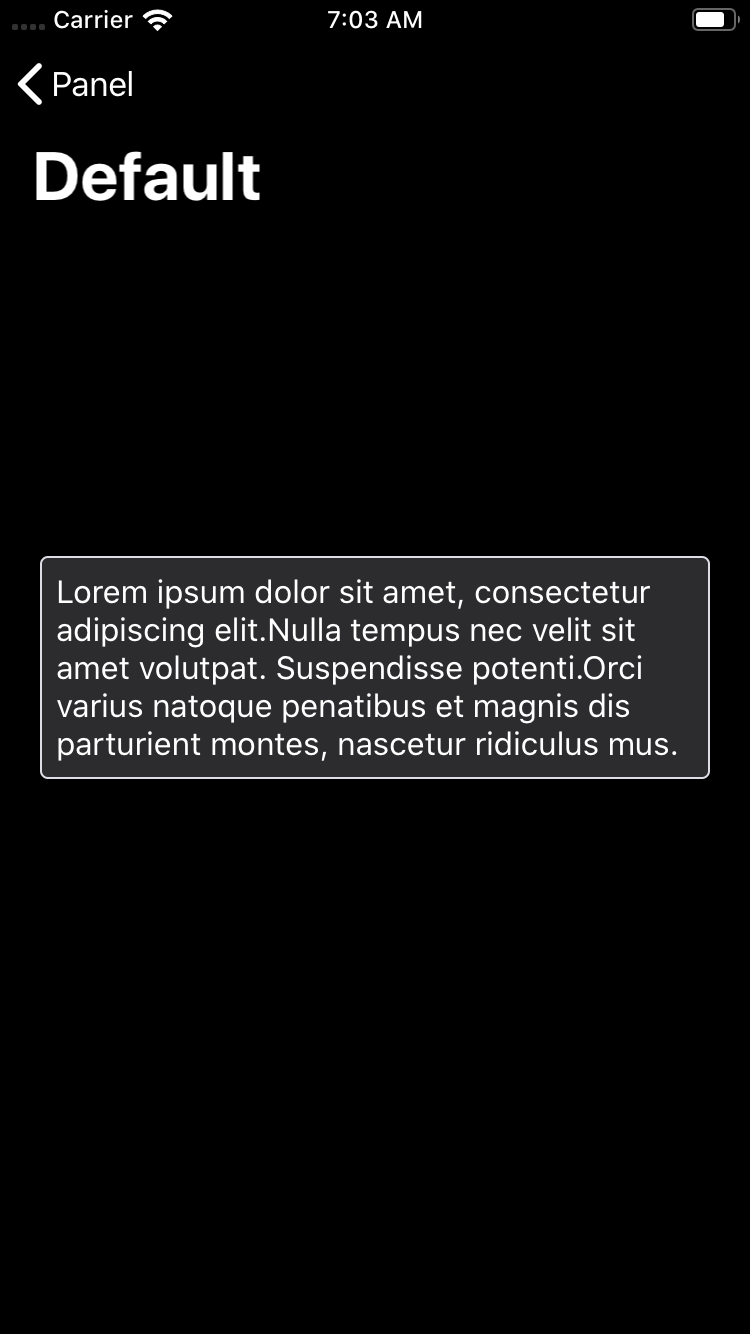 Carrier 7:03 AM
Panel
Default
Lorem ipsum dolor sit amet, consectetur
adipiscing elit.Nulla tempus nec velit sit
amet volutpat. Suspendisse potenti.Orci
varius natoque penatibus et magnis dis
parturient montes, nascetur ridiculus mus.